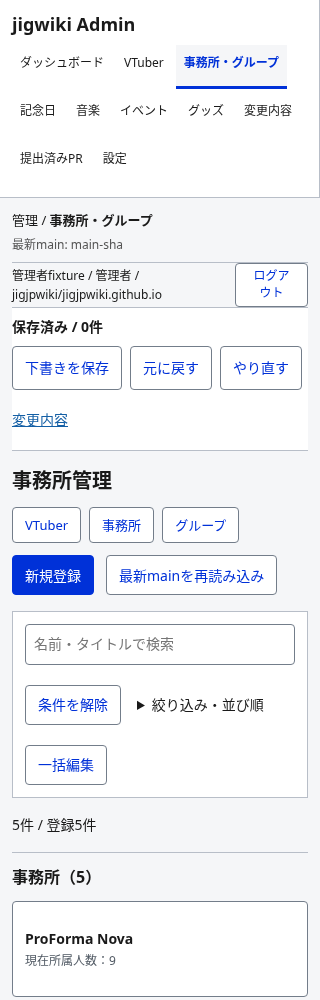 jigwiki Admin
ダッシュボード VTuber 事務所・グループ
記念日 音楽 イベント グッズ 変更内容
提出済みPR 設定
管理 / 事務所・グループ
最新main: main-sha
管理者fixture / 管理者 /
jigjpwiki/jigjpwiki.github.io
ログア
ウト
保存済み / 0件
下書きを保存 元に戻す やり直す
変更内容
事務所管理
VTuber 事務所 グループ
新規登録 最新mainを再読み込み
名前・タイトルで検索
条件を解除 ▶ 絞り込み・並び順
一括編集
5件 / 登録5件
事務所（5）
ProForma Nova
現在所属人数：9